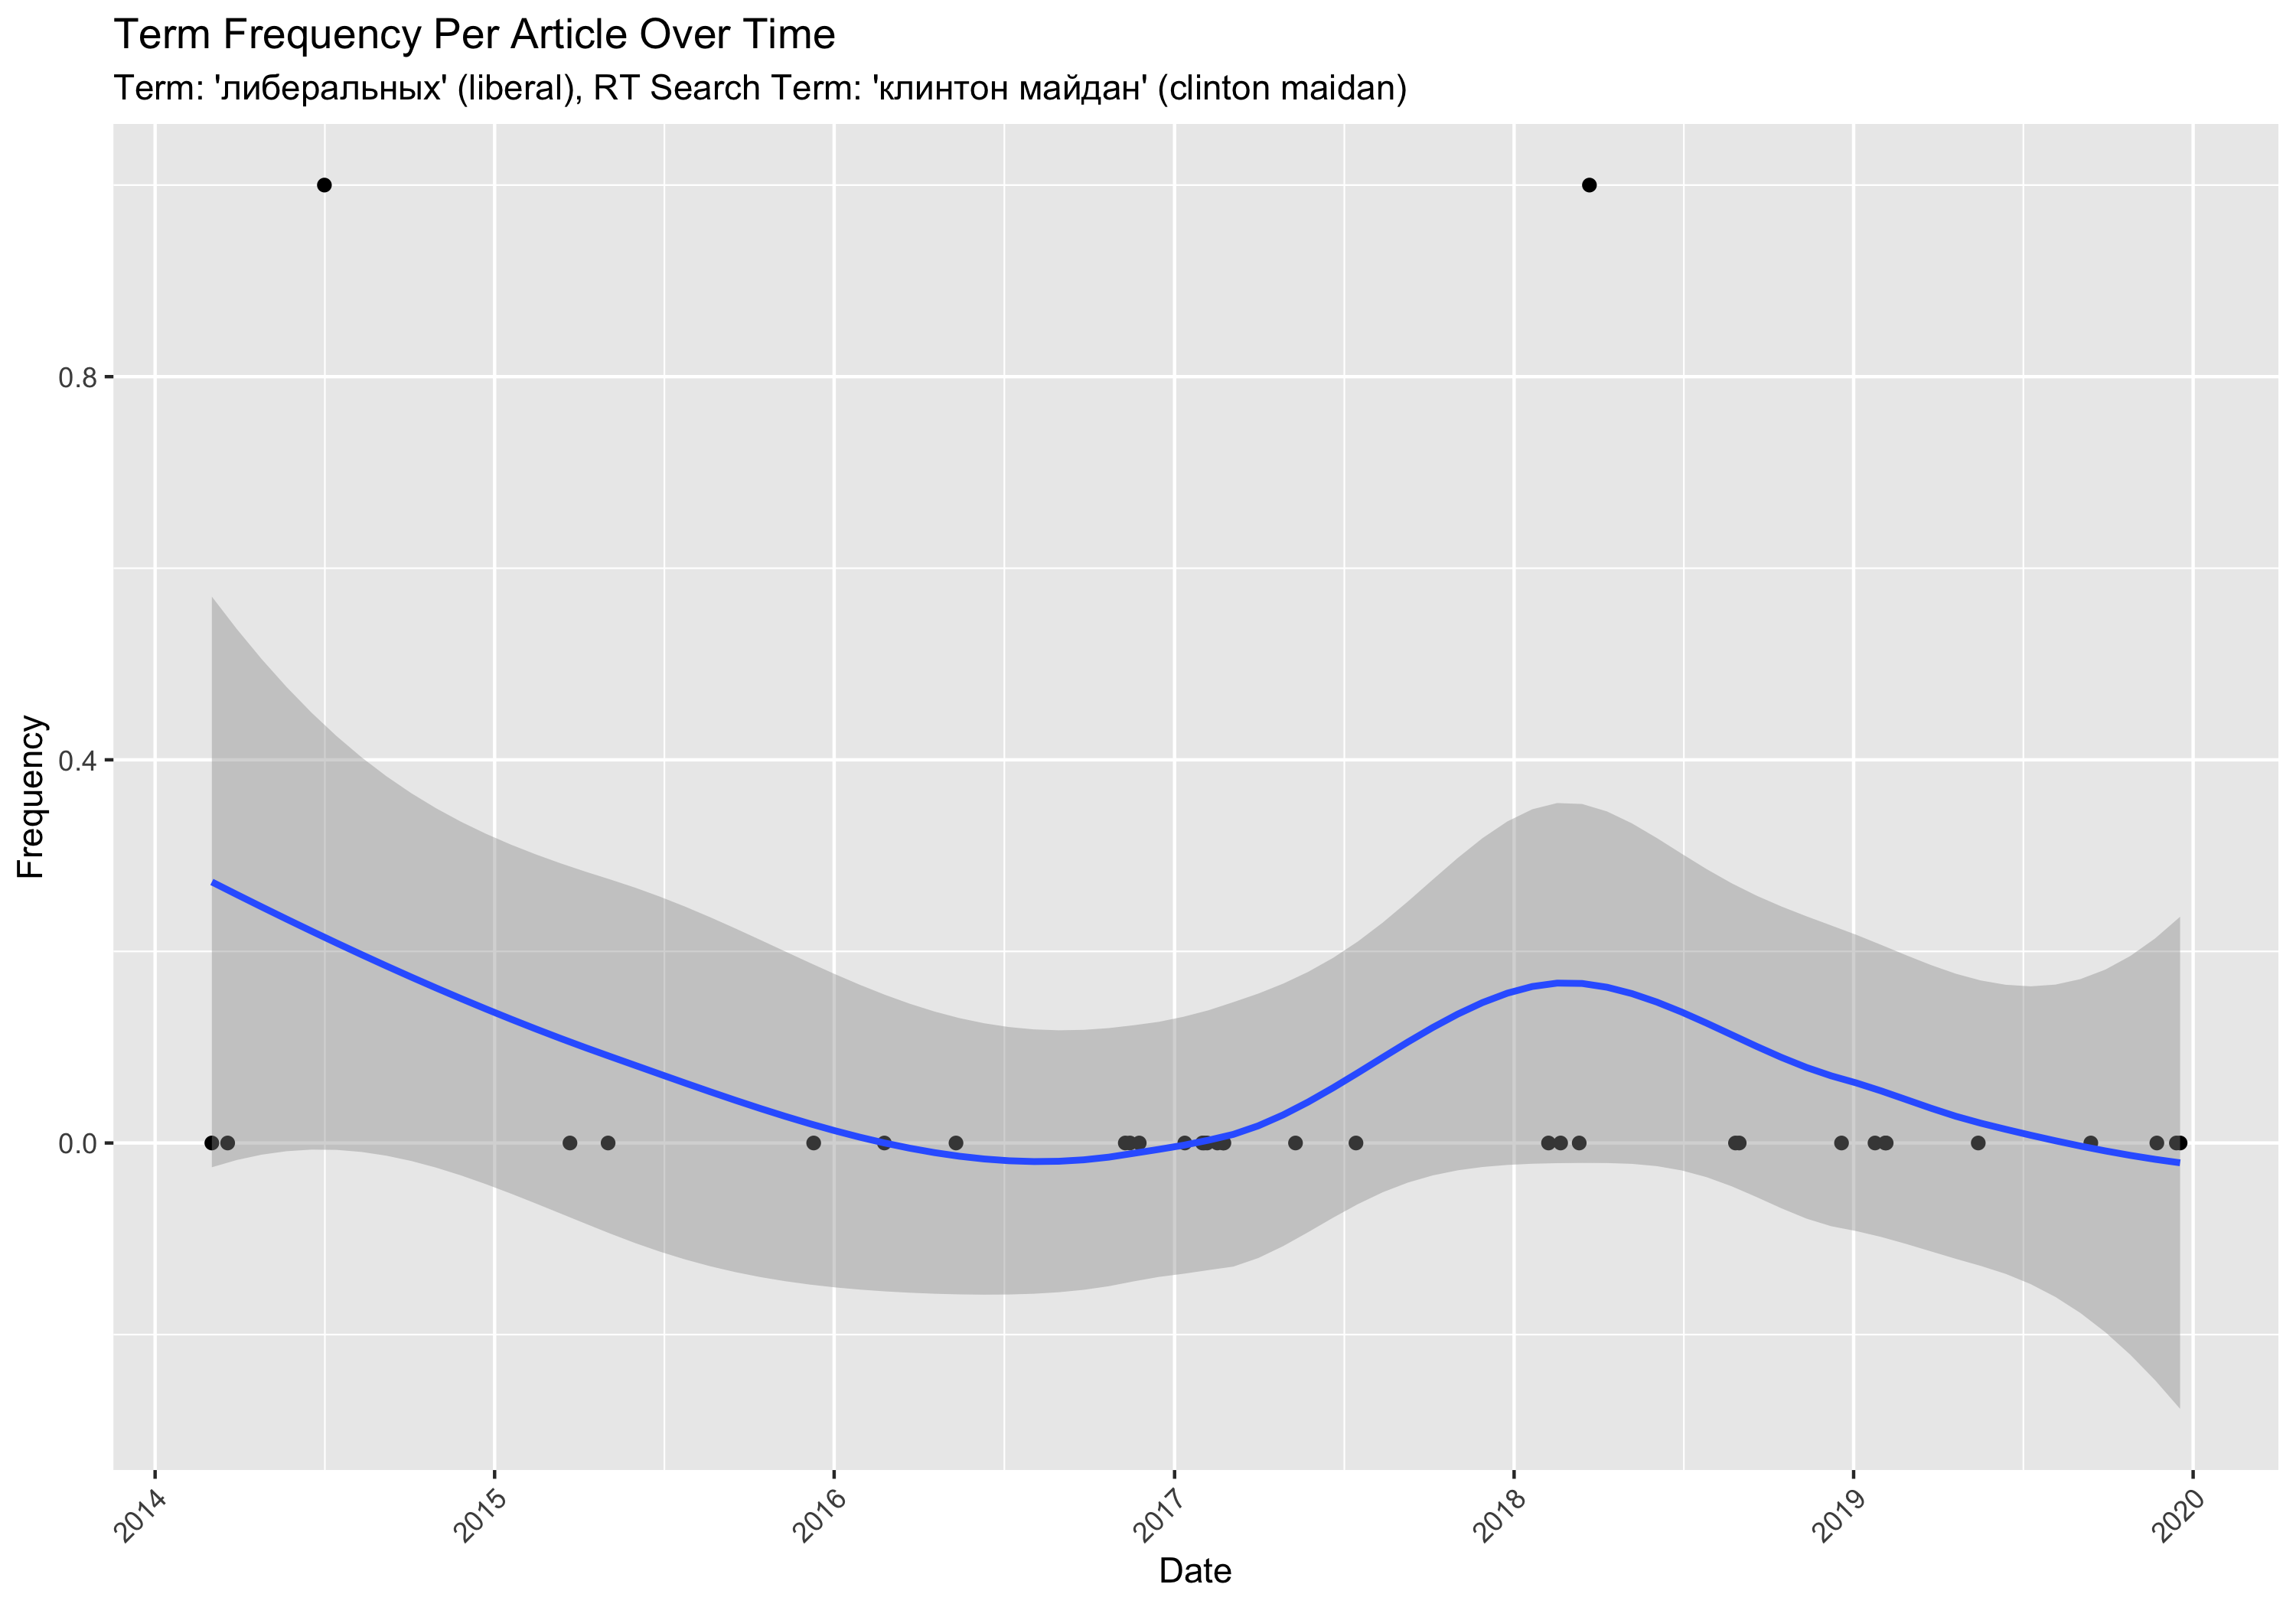 Term Frequency Per Article Over Time
Term: 'либеральных' (liberal), RT Search Term: 'клинтон майдан' (clinton maidan)
0.8
0.4
0.0
Frequency
2014
2015
2016
2017
2018
2019
2020
Date